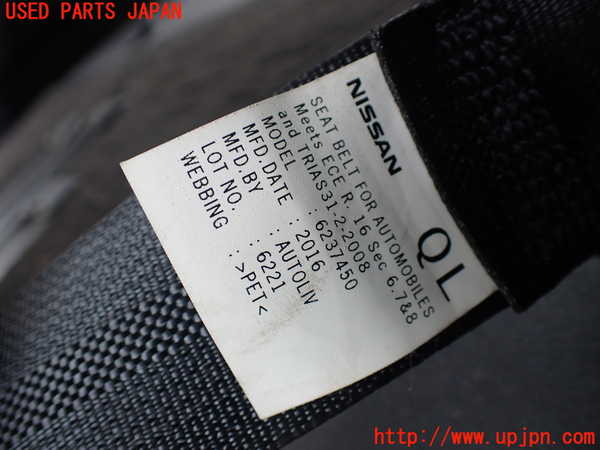 USED PARTS JAPAN
NISSAN
QL
SEAT BELT FOR AUTOMOBILES
Meets ECE R. 16 Sec 6.7&8
and TRIAS31-2-2008
MODEL : 6237450
MFD.DATE : 2016
MFD.BY : AUTOLIV
LOT NO. : 6221
WEBBING : >PET<
http://www.upjpn.com/